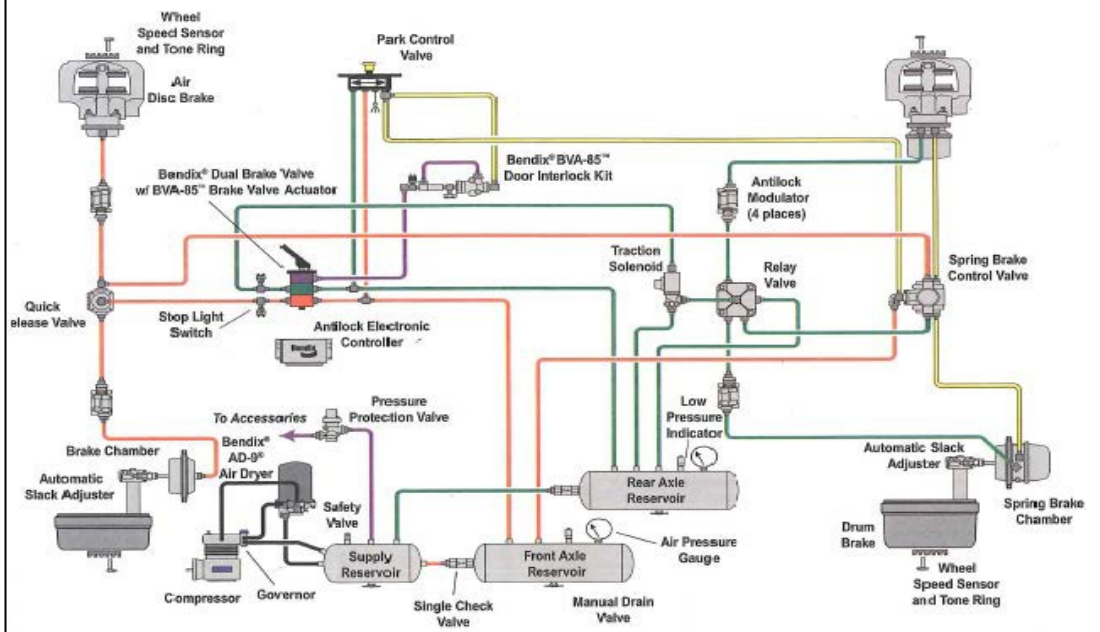 Wheel
Speed Sensor
and Tone Ring
Air
Disc Brake
Park Control
Valve
Bendix® Dual Brake Valve
w/ BVA-85™ Brake Valve Actuator
Bendix® BVA-85™
Door Interlock Kit
Antilock
Modulator
(4 places)
Traction
Solenoid
Relay
Valve
Spring Brake
Control Valve
Quick
elease Valve
Stop Light
Switch
Antilock Electronic
Controller
Bendix
To Accessories
Pressure
Protection Valve
Low
Pressure
Indicator
Brake Chamber
Bendix®
AD-9®
Air Dryer
Automatic
Slack Adjuster
Safety
Valve
Supply
Reservoir
Front Axle
Reservoir
Rear Axle
Reservoir
Air Pressure
Gauge
Automatic Slack
Adjuster
Spring Brake
Chamber
Drum
Brake
Wheel
Speed Sensor
and Tone Ring
Compressor
Governor
Single Check
Valve
Manual Drain
Valve